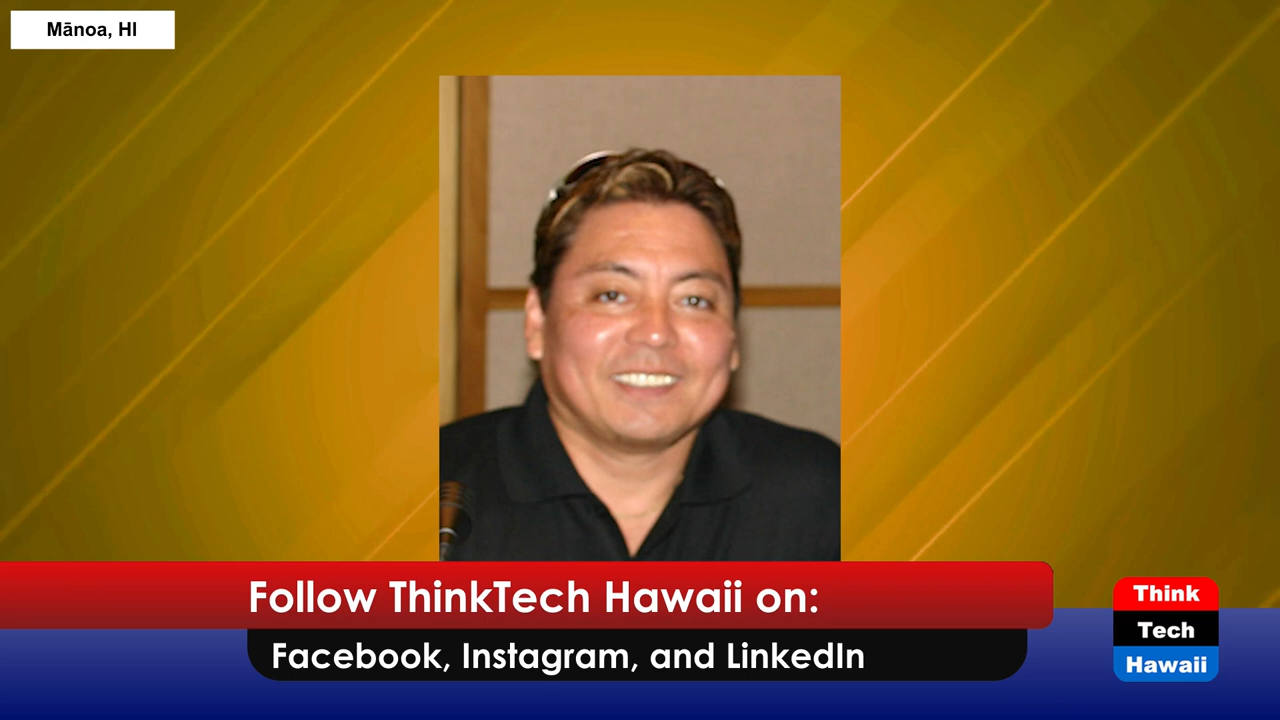 Mānoa, HI
Follow ThinkTech Hawaii on:
Facebook, Instagram, and LinkedIn
Think
Tech
Hawaii